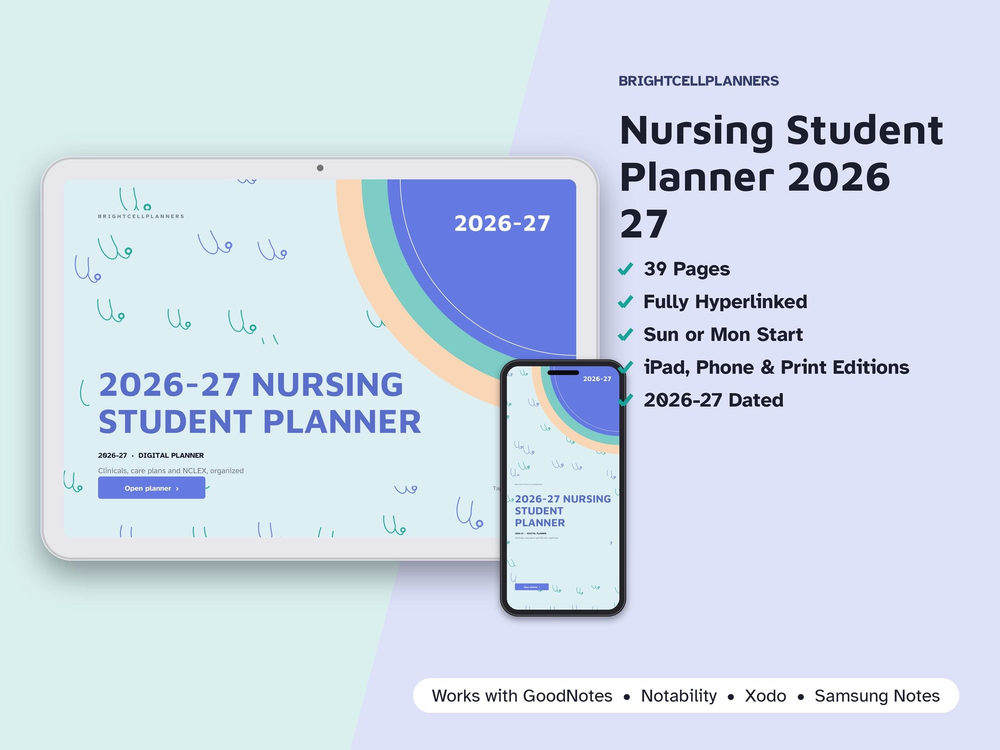 BRIGHTCELLPLANNERS
Nursing Student
Planner 2026
27
39 Pages
Fully Hyperlinked
Sun or Mon Start
iPad, Phone & Print Editions
2026-27 Dated
BRIGHTCELLPLANNERS
2026-27
2026-27 NURSING
STUDENT PLANNER
2026-27 · DIGITAL PLANNER
Clinicals, care plans and NCLEX, organized
Open planner ›
2026-27
2026-27 NURSING
STUDENT
PLANNER
Works with GoodNotes • Notability • Xodo • Samsung Notes